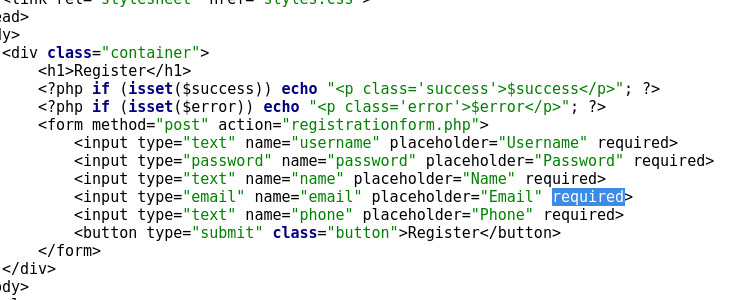 <link rel="stylesheet" href="styles.css">
ead>
dy>
<div class="container">
<h1>Register</h1>
<?php if (isset($success)) echo "<p class='success'>$success</p>"; ?>
<?php if (isset($error)) echo "<p class='error'>$error</p>"; ?>
<form method="post" action="registrationform.php">
<input type="text" name="username" placeholder="Username" required>
<input type="password" name="password" placeholder="Password" required>
<input type="text" name="name" placeholder="Name" required>
<input type="email" name="email" placeholder="Email" required>
<input type="text" name="phone" placeholder="Phone" required>
<button type="submit" class="button">Register</button>
</form>
</div>
ody>